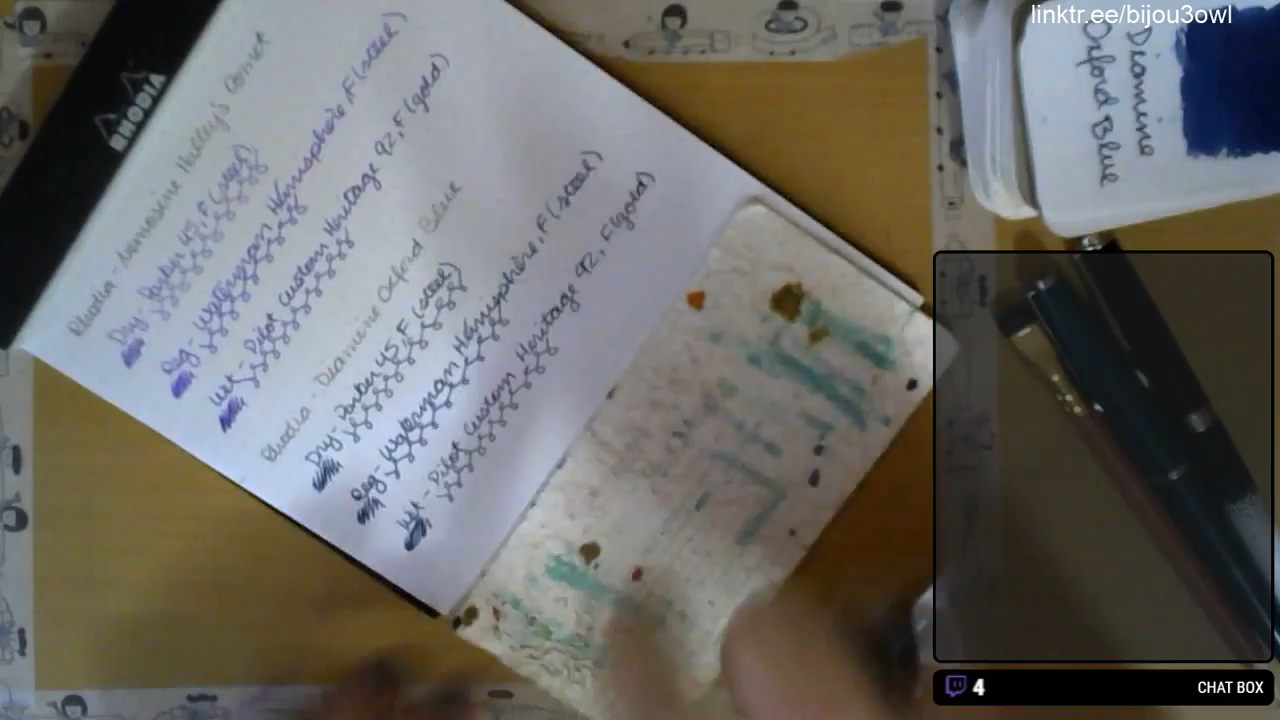 linktr.ee/bijou3owl
RHODIA
Rhodia - Diamine Halley's Comet
Dry - Parker 45, F (steel)
Reg - Waterman Hémisphère, F (steel)
Wet - Pilot Custom Heritage 92, F (gold)
Rhodia - Diamine Oxford Blue
Dry - Parker 45, F (steel)
Reg - Waterman Hémisphère, F (steel)
Wet - Pilot Custom Heritage 92, F (gold)
Diamine
Oxford Blue
4
CHAT BOX